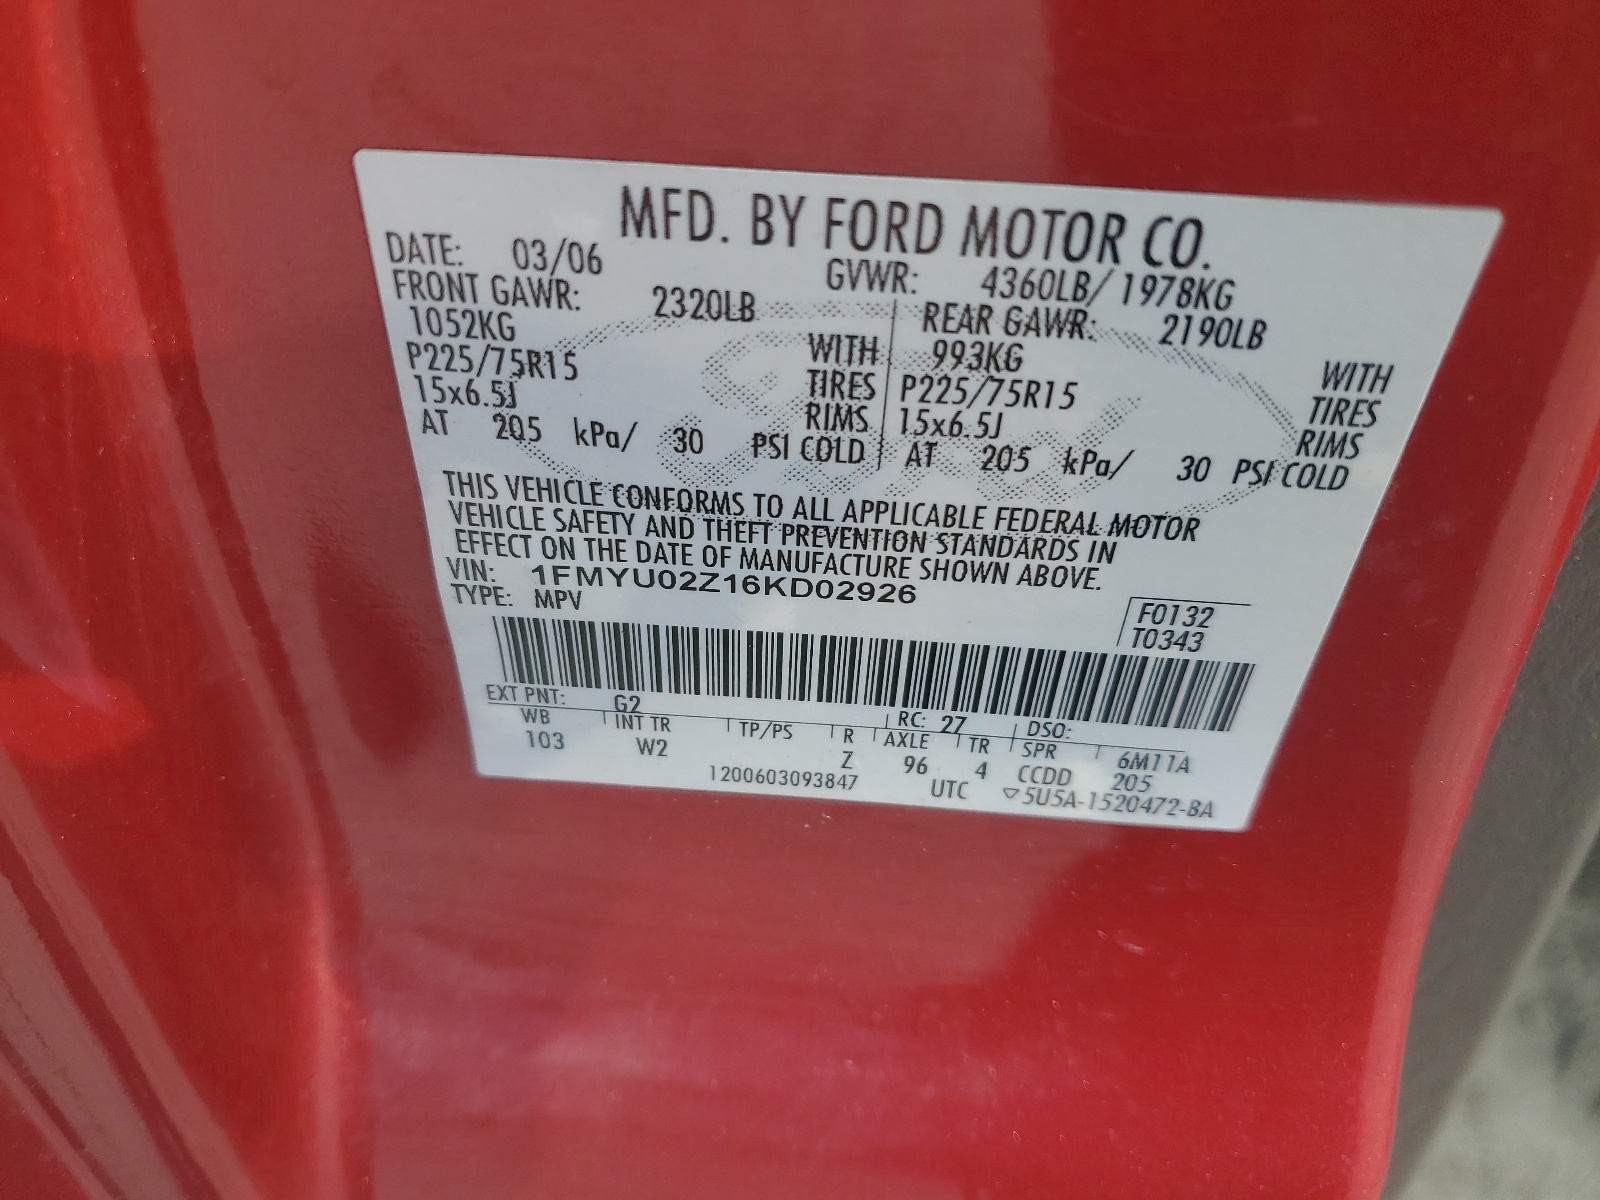 MFD. BY FORD MOTOR CO.
DATE: 03/06 GVWR: 4360LB/1978KG
FRONT GAWR: 2320LB REAR GAWR: 2190LB
1052KG WITH 993KG WITH
P225/75R15 TIRES P225/75R15 TIRES
15x6.5J RIMS 15x6.5J RIMS
AT 205 kPa/ 30 PSI COLD AT 205 kPa/ 30 PSI COLD
THIS VEHICLE CONFORMS TO ALL APPLICABLE FEDERAL MOTOR
VEHICLE SAFETY AND THEFT PREVENTION STANDARDS IN
EFFECT ON THE DATE OF MANUFACTURE SHOWN ABOVE.
VIN: 1FMYU02Z16KD02926
TYPE: MPV
F0132
T0343
EXT PNT: G2 RC: 27 DSO:
WB INT TR TP/PS R AXLE TR SPR 6M11A
103 W2 Z 96 4 CCDD 205
1200603093847 UTC ▽5U5A-1520472-BA